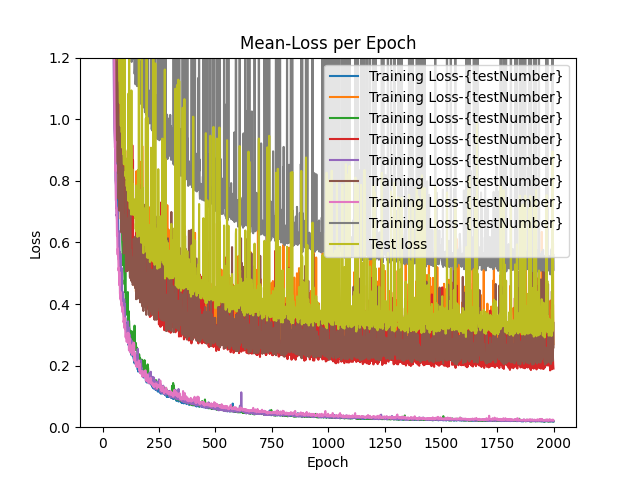 Mean-Loss per Epoch
1.2
1.0
0.8
0.6
0.4
0.2
0.0
Loss
Training Loss-{testNumber}
Training Loss-{testNumber}
Training Loss-{testNumber}
Training Loss-{testNumber}
Training Loss-{testNumber}
Training Loss-{testNumber}
Training Loss-{testNumber}
Training Loss-{testNumber}
Test loss
0 250 500 750 1000 1250 1500 1750 2000
Epoch